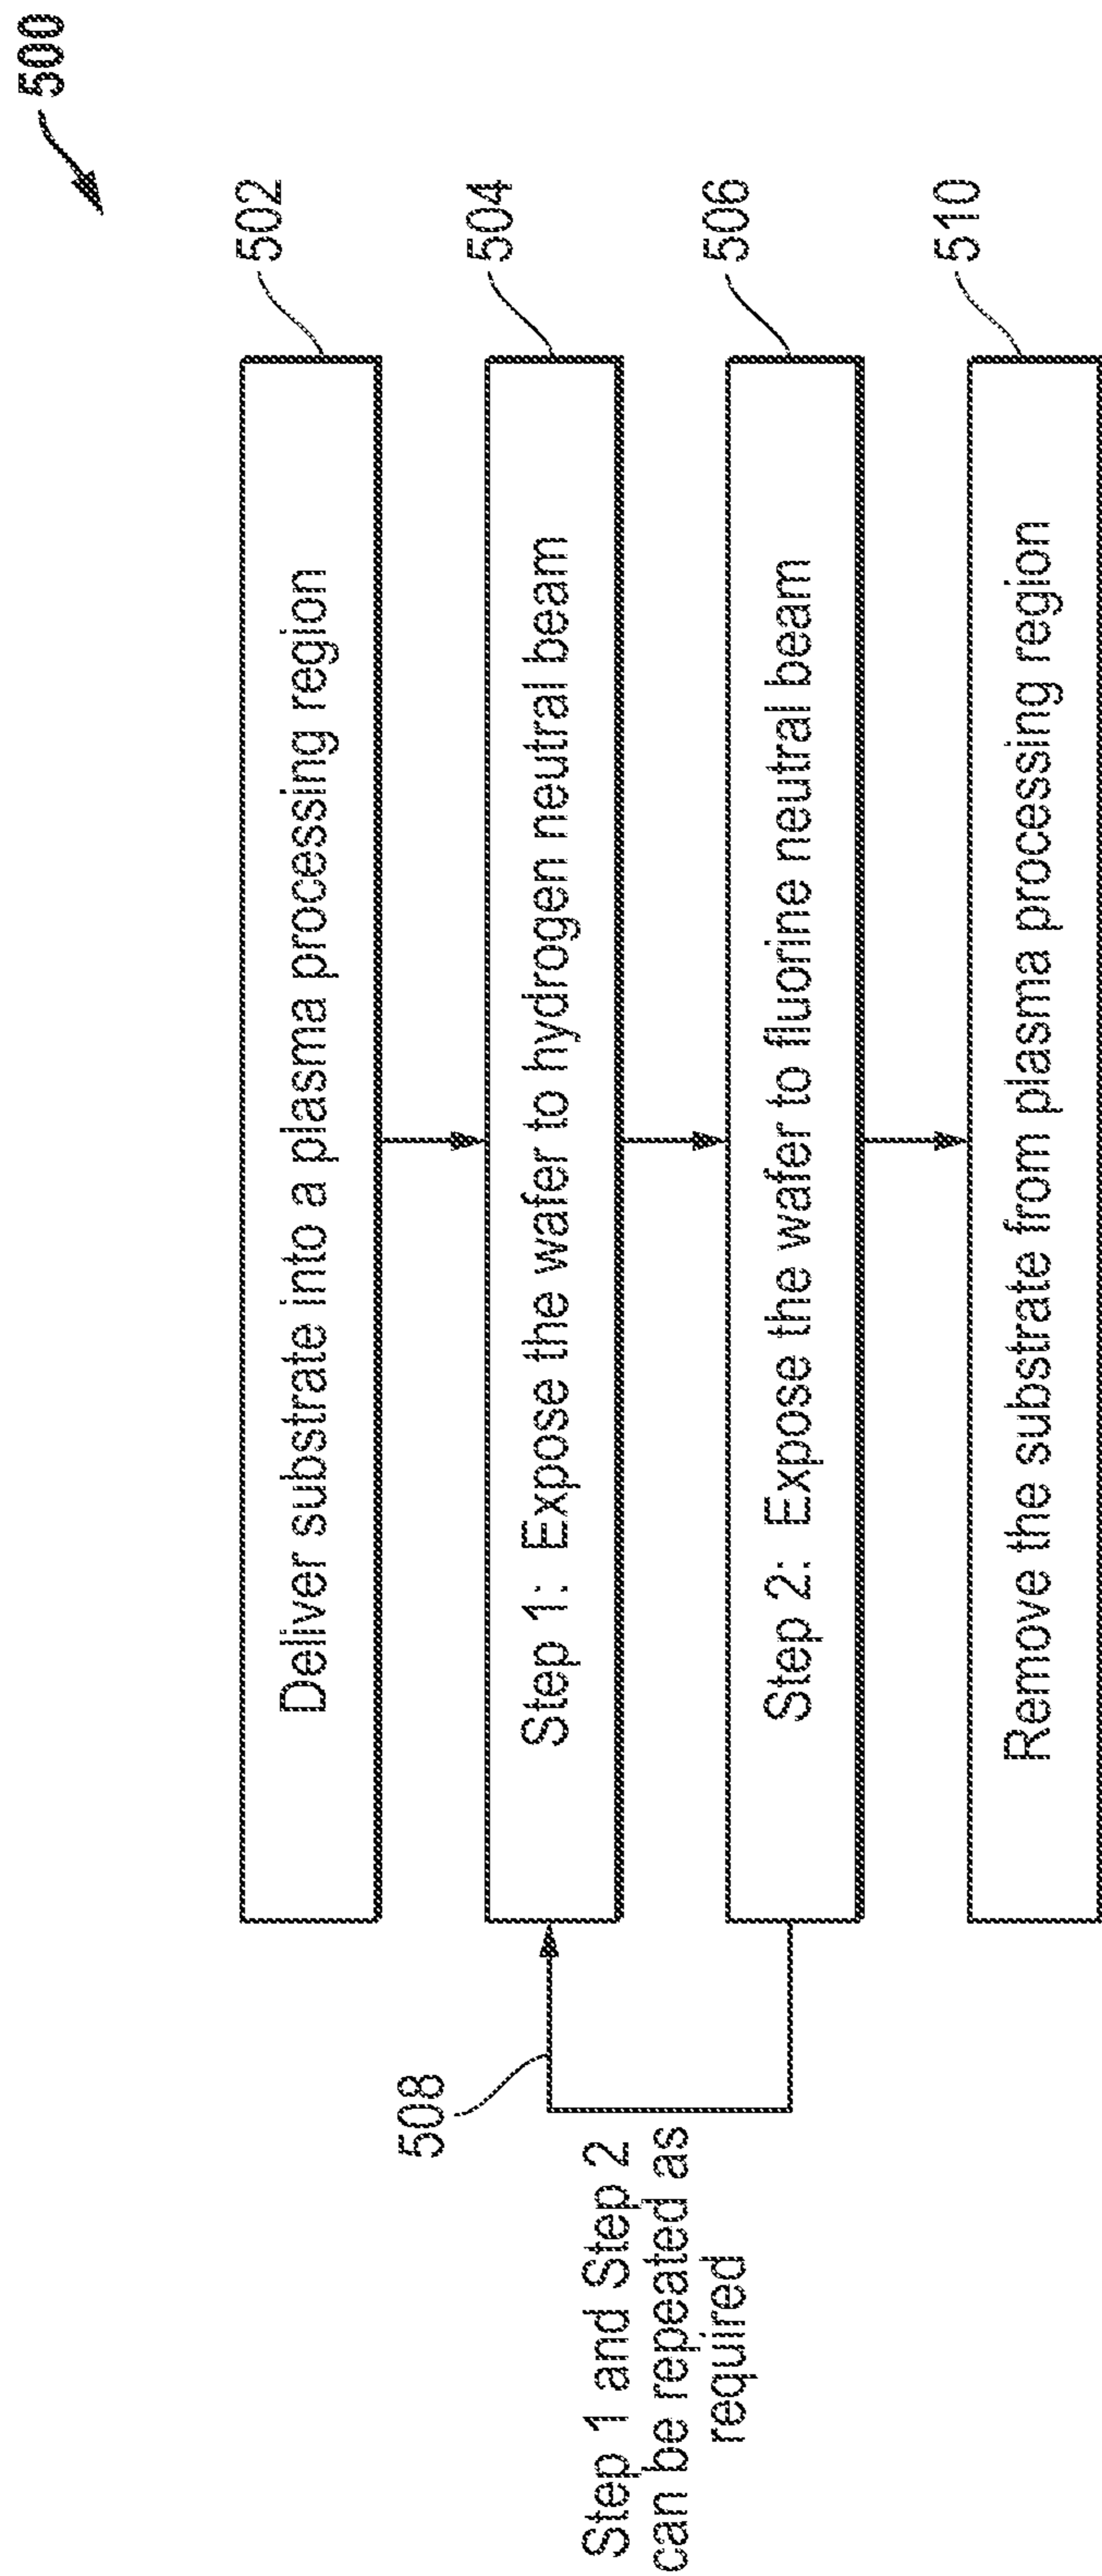 500
Deliver substrate into a plasma processing region
502
Step 1: Expose the wafer to hydrogen neutral beam
504
508
Step 1 and Step 2
can be repeated as
required
Step 2: Expose the wafer to fluorine neutral beam
506
Remove the substrate from plasma processing region
510